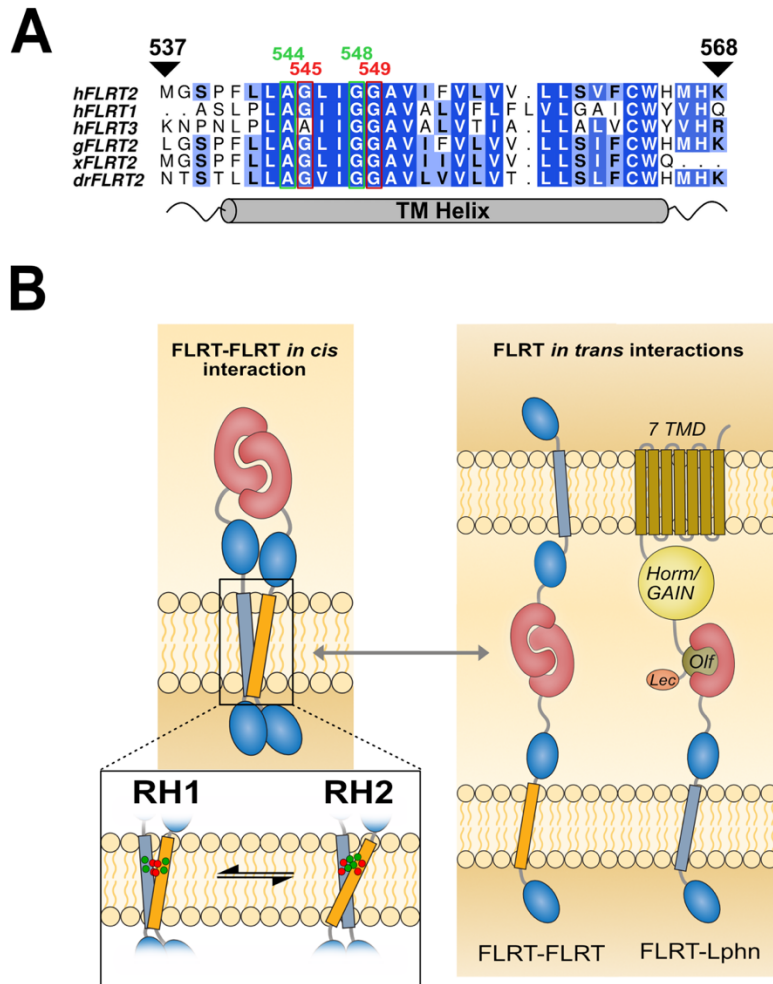 A
537 544 548 568
545 549
hFLRT2 MGSPFLLAGLIGGAVIFVLVV.LLSVFCWHMHK
hFLRT1 ..ASLPLAGLIGGAVALVFLFLVLGAICWYVHQ
hFLRT3 KNPNLPLAAIIGGAVALVTIA.LLALVCWYVHR
gFLRT2 LGSPFLLAGLIGGAVIFVLVV.LLSIFCWHMHK
xFLRT2 MGSPFLLAGLIGGAVIIVLVV.LLSIFCWQ...
drFLRT2 NTSTLLLAGVIGGAVLVVLVT.LLSLFCWHMHK
TM Helix
B
FLRT-FLRT in cis
interaction
RH1 RH2
FLRT in trans interactions
7 TMD
Horm/
GAIN
Olf
Lec
FLRT-FLRT FLRT-Lphn